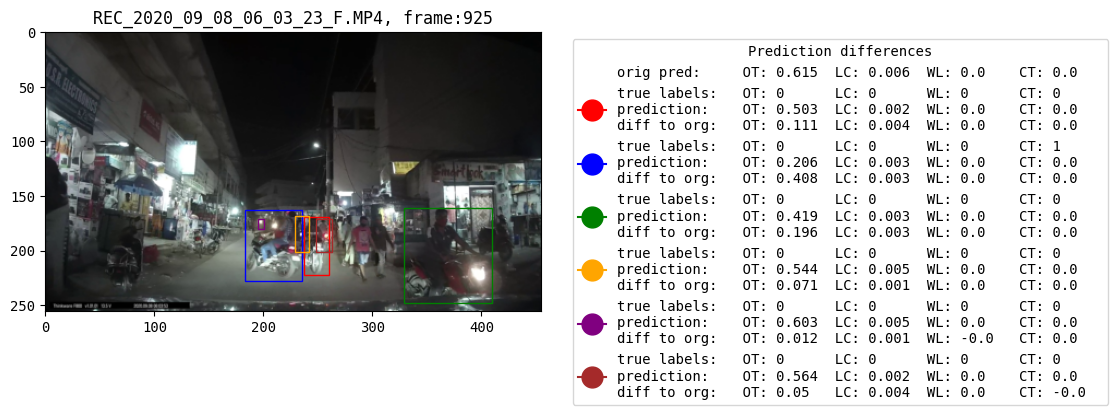 REC_2020_09_08_06_03_23_F.MP4, frame:925
0
50
100
150
200
250
0
100
200
300
400
Prediction differences
orig pred: OT: 0.615 LC: 0.006 WL: 0.0 CT: 0.0
true labels: OT: 0 LC: 0 WL: 0 CT: 0
prediction: OT: 0.503 LC: 0.002 WL: 0.0 CT: 0.0
diff to org: OT: 0.111 LC: 0.004 WL: 0.0 CT: 0.0
true labels: OT: 0 LC: 0 WL: 0 CT: 1
prediction: OT: 0.206 LC: 0.003 WL: 0.0 CT: 0.0
diff to org: OT: 0.408 LC: 0.003 WL: 0.0 CT: 0.0
true labels: OT: 0 LC: 0 WL: 0 CT: 0
prediction: OT: 0.419 LC: 0.003 WL: 0.0 CT: 0.0
diff to org: OT: 0.196 LC: 0.003 WL: 0.0 CT: 0.0
true labels: OT: 0 LC: 0 WL: 0 CT: 0
prediction: OT: 0.544 LC: 0.005 WL: 0.0 CT: 0.0
diff to org: OT: 0.071 LC: 0.001 WL: 0.0 CT: 0.0
true labels: OT: 0 LC: 0 WL: 0 CT: 0
prediction: OT: 0.603 LC: 0.005 WL: 0.0 CT: 0.0
diff to org: OT: 0.012 LC: 0.001 WL: -0.0 CT: 0.0
true labels: OT: 0 LC: 0 WL: 0 CT: 0
prediction: OT: 0.564 LC: 0.002 WL: 0.0 CT: 0.0
diff to org: OT: 0.05 LC: 0.004 WL: 0.0 CT: -0.0